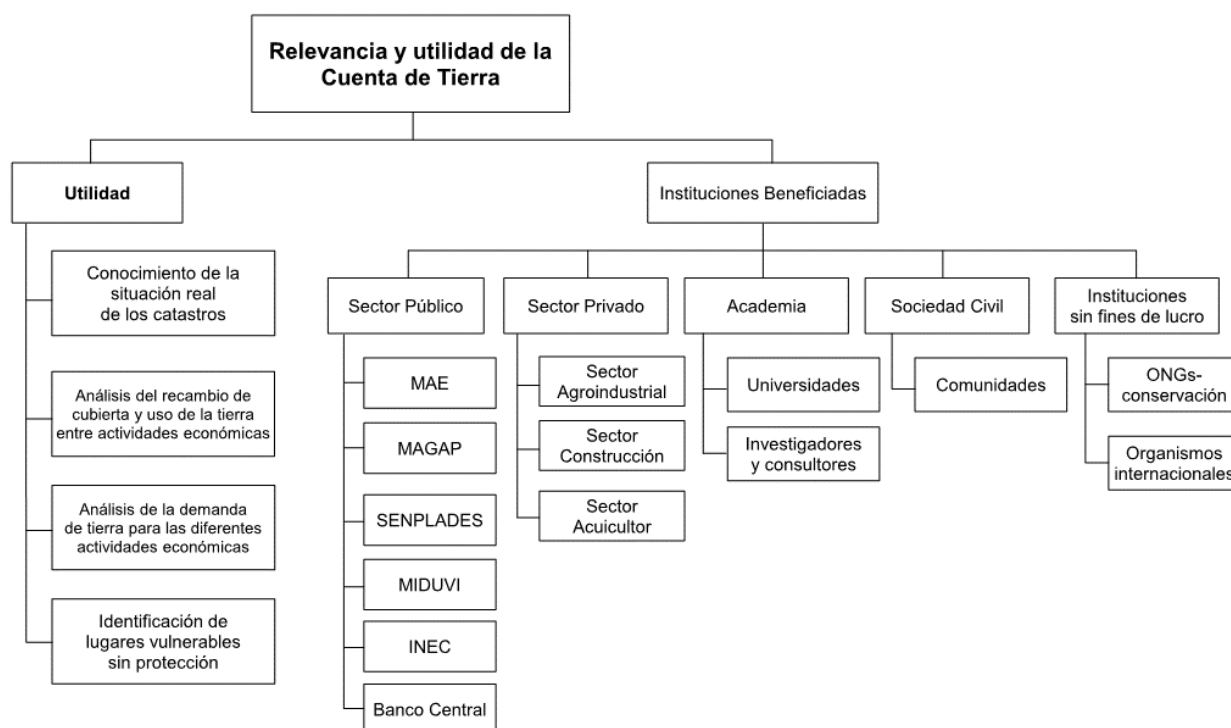 Relevancia y utilidad de la
Cuenta de Tierra
Utilidad
Instituciones Beneficiadas
Conocimiento de la
situación real
de los catastros
Análisis del recambio de
cubierta y uso de la tierra
entre actividades económicas
Análisis de la demanda
de tierra para las diferentes
actividades económicas
Identificación de
lugares vulnerables
sin protección
Sector Público
MAE
MAGAP
SENPLADES
MIDUVI
INEC
Banco Central
Sector Privado
Sector
Agroindustrial
Sector
Construcción
Sector
Acuicultor
Academia
Universidades
Investigadores
y consultores
Sociedad Civil
Comunidades
Instituciones
sin fines de lucro
ONGs-
conservación
Organismos
internacionales